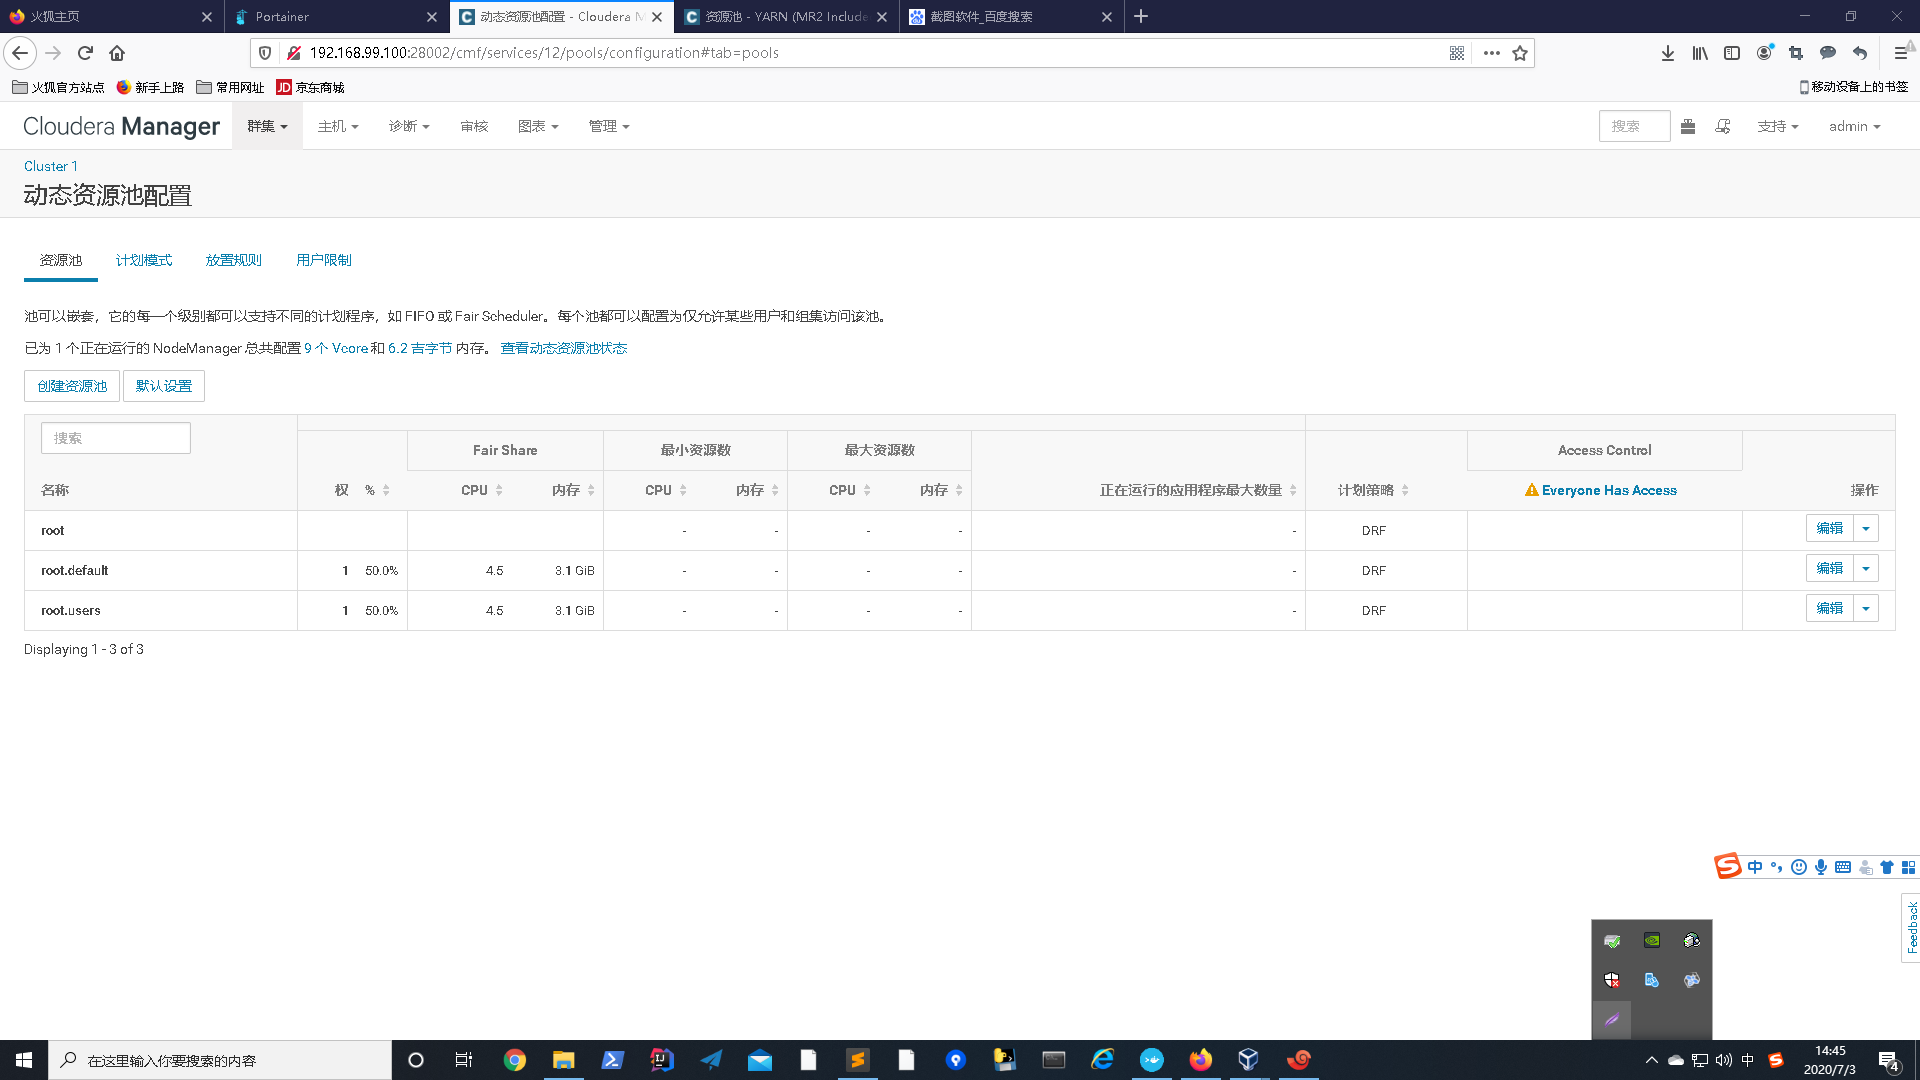 火狐主页
Portainer
动态资源池配置 - Cloudera M
资源池 - YARN (MR2 Include
截图软件_百度搜索
192.168.99.100:28002/cmf/services/12/pools/configuration#tab=pools
火狐官方站点
新手上路
常用网址
JD 京东商城
移动设备上的书签
Cloudera Manager
群集
主机
诊断
审核
图表
管理
搜索
支持
admin
Cluster 1
动态资源池配置
资源池
计划模式
放置规则
用户限制
池可以嵌套，它的每一个级别都可以支持不同的计划程序，如 FIFO 或 Fair Scheduler。每个池都可以配置为仅允许某些用户和组集访问该池。
已为 1 个正在运行的 NodeManager 总共配置 9 个 Vcore 和 6.2 吉字节 内存。 查看动态资源池状态
创建资源池
默认设置
搜索
Fair Share
最小资源数
最大资源数
Access Control
名称
权
%
CPU
内存
CPU
内存
CPU
内存
正在运行的应用程序最大数量
计划策略
Everyone Has Access
操作
root - - - - - DRF 编辑
root.default 1 50.0% 4.5 3.1 GiB - - - - - DRF 编辑
root.users 1 50.0% 4.5 3.1 GiB - - - - - DRF 编辑
Displaying 1 - 3 of 3
中
Feedback
在这里输入你要搜索的内容
中
14:45
2020/7/3
4